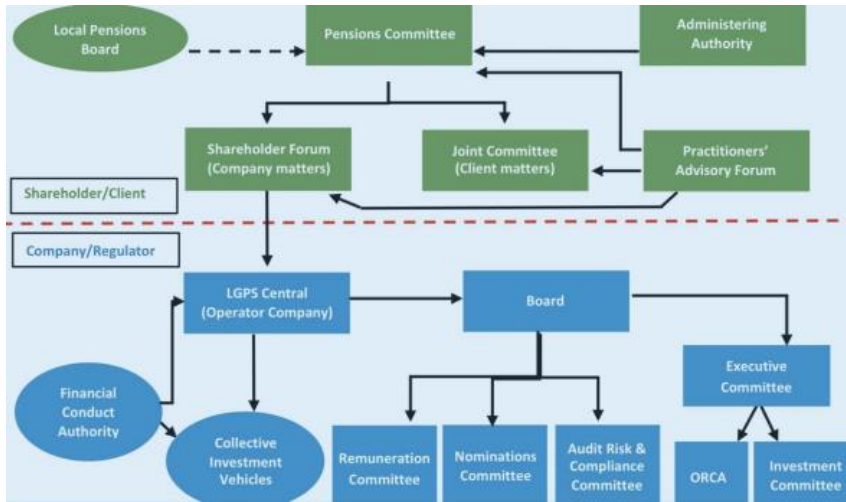 Local Pensions
Board
Pensions Committee
Administering
Authority
Shareholder Forum
(Company matters)
Joint Committee
(Client matters)
Practitioners'
Advisory Forum
Shareholder/Client
Company/Regulator
LGPS Central
(Operator Company)
Board
Financial
Conduct
Authority
Executive
Committee
Collective
Investment
Vehicles
Remuneration
Committee
Nominations
Committee
Audit Risk &
Compliance
Committee
ORCA
Investment
Committee